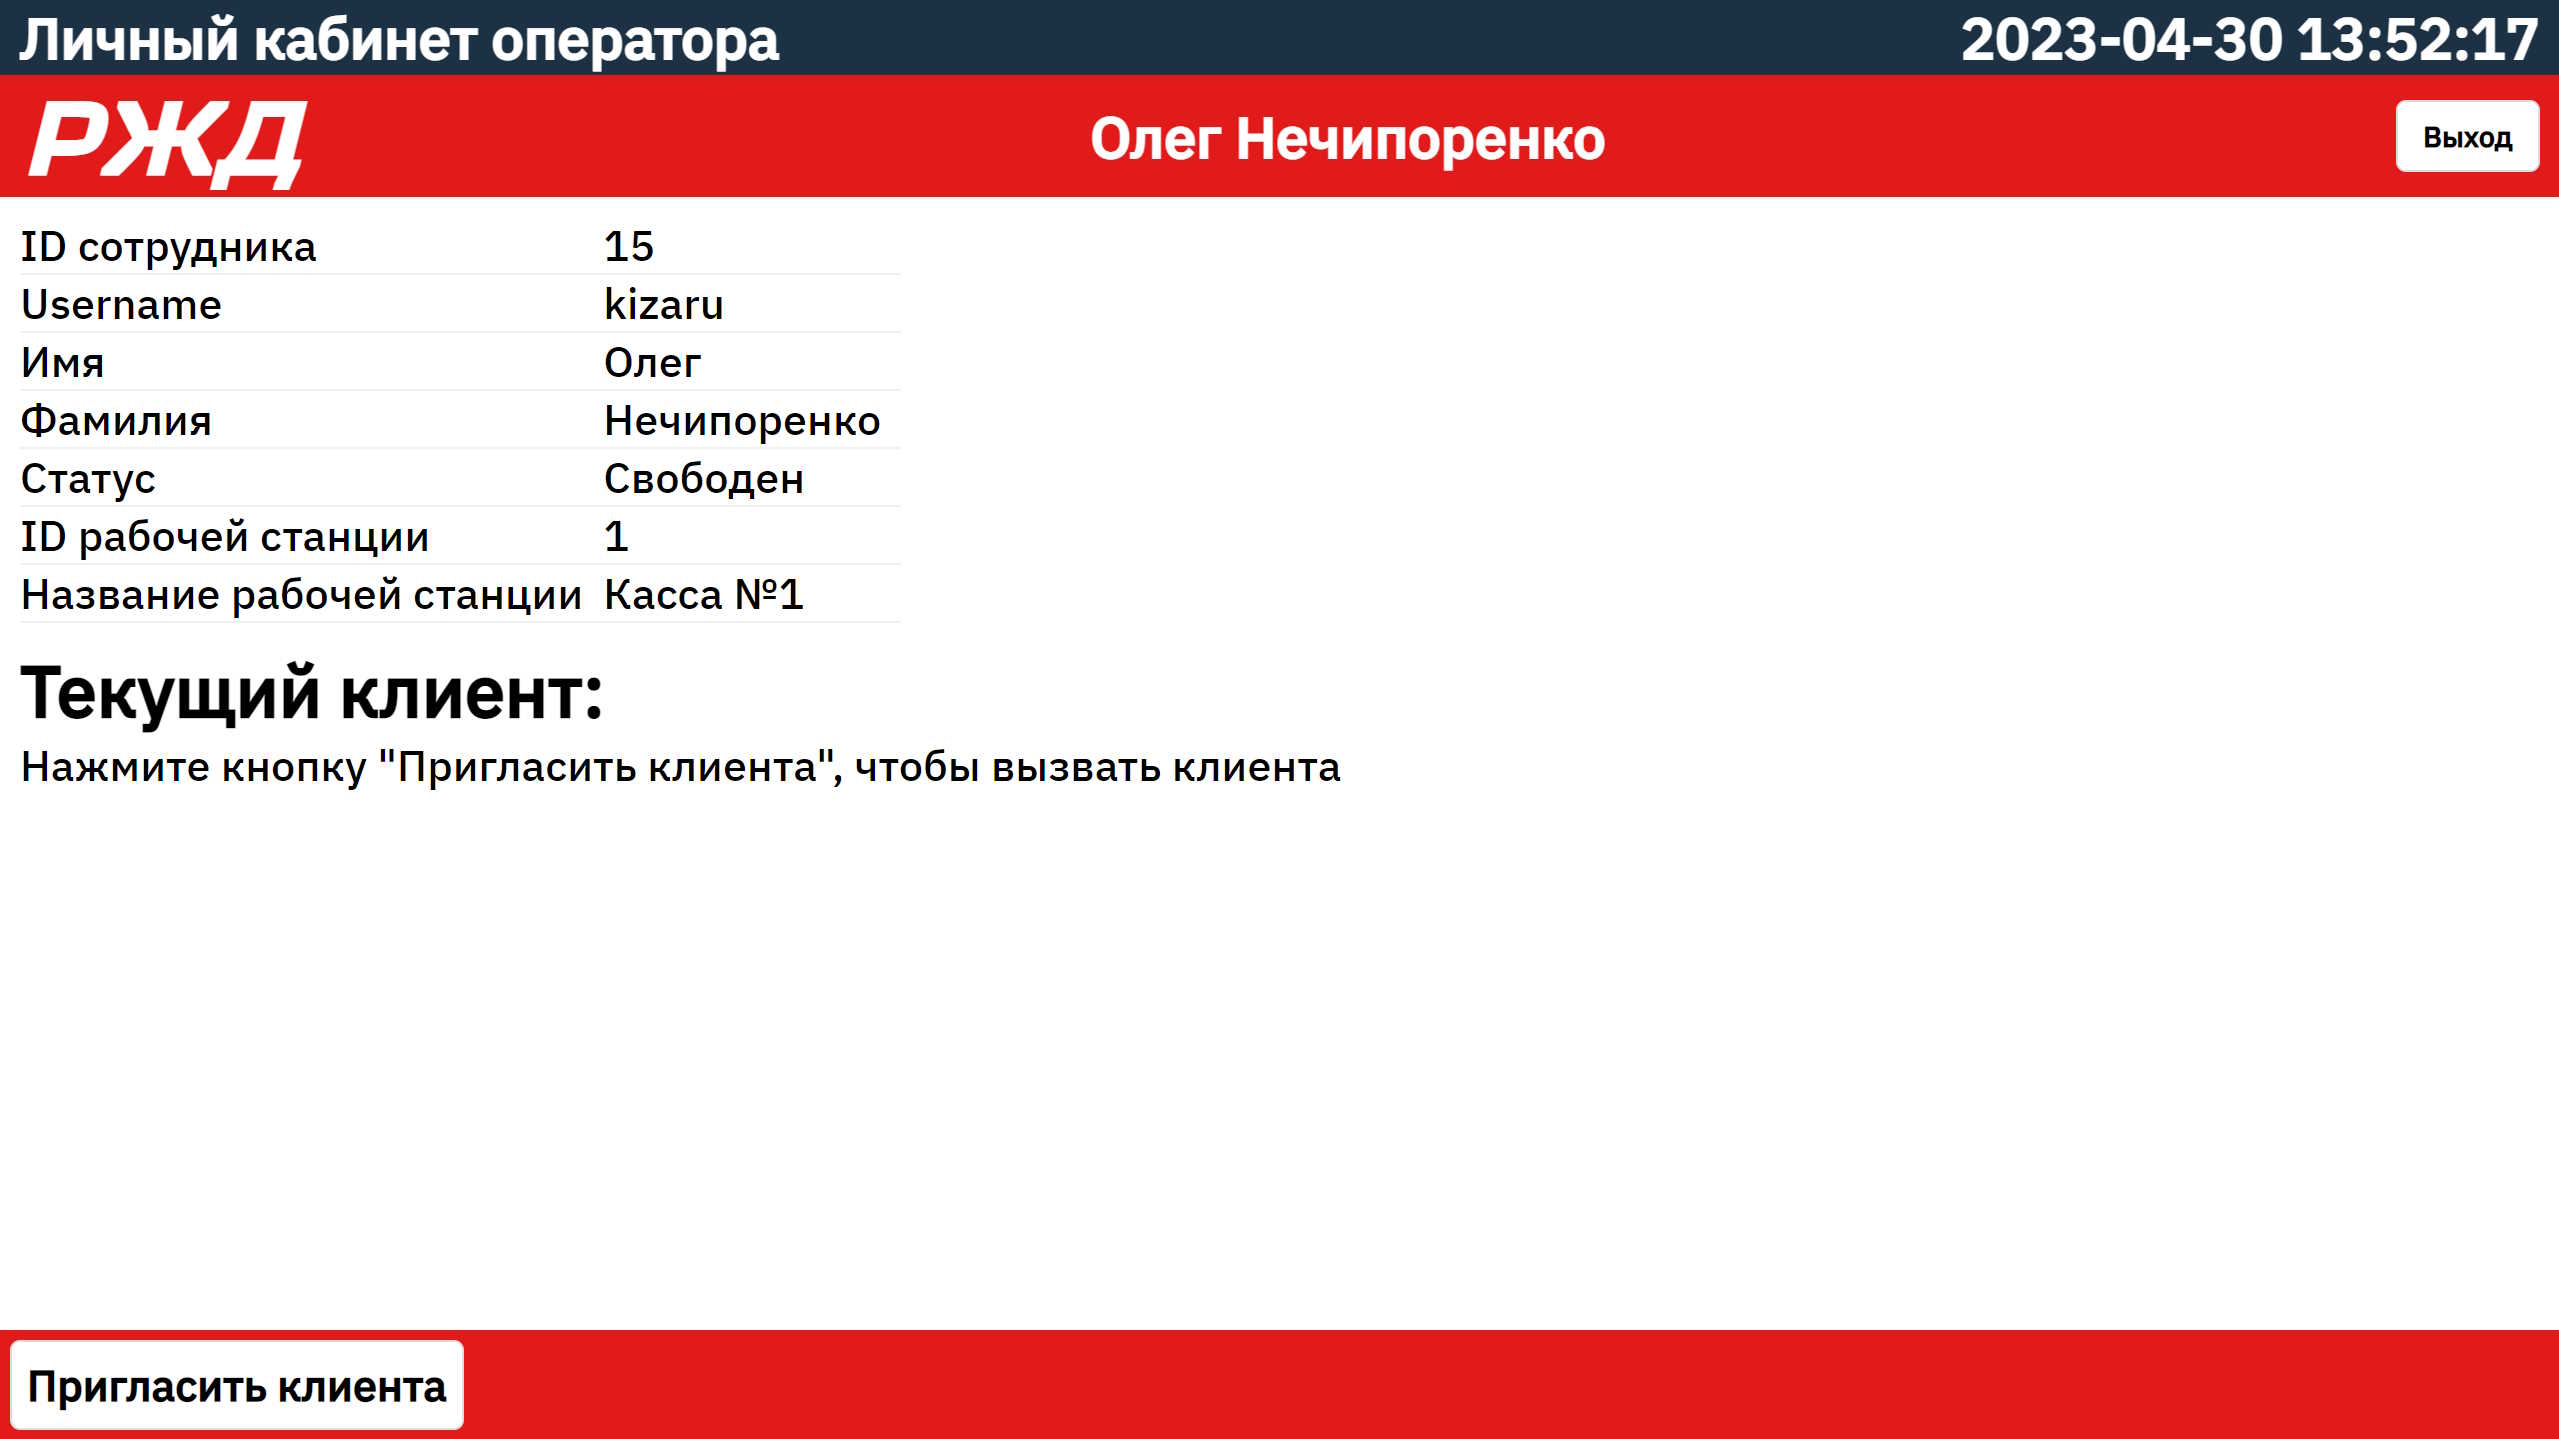 Личный кабинет оператора 2023-04-30 13:52:17
РЖД Олег Нечипоренко Выход
ID сотрудника 15
Username kizaru
Имя Олег
Фамилия Нечипоренко
Статус Свободен
ID рабочей станции 1
Название рабочей станции Касса №1
Текущий клиент:
Нажмите кнопку "Пригласить клиента", чтобы вызвать клиента
Пригласить клиента